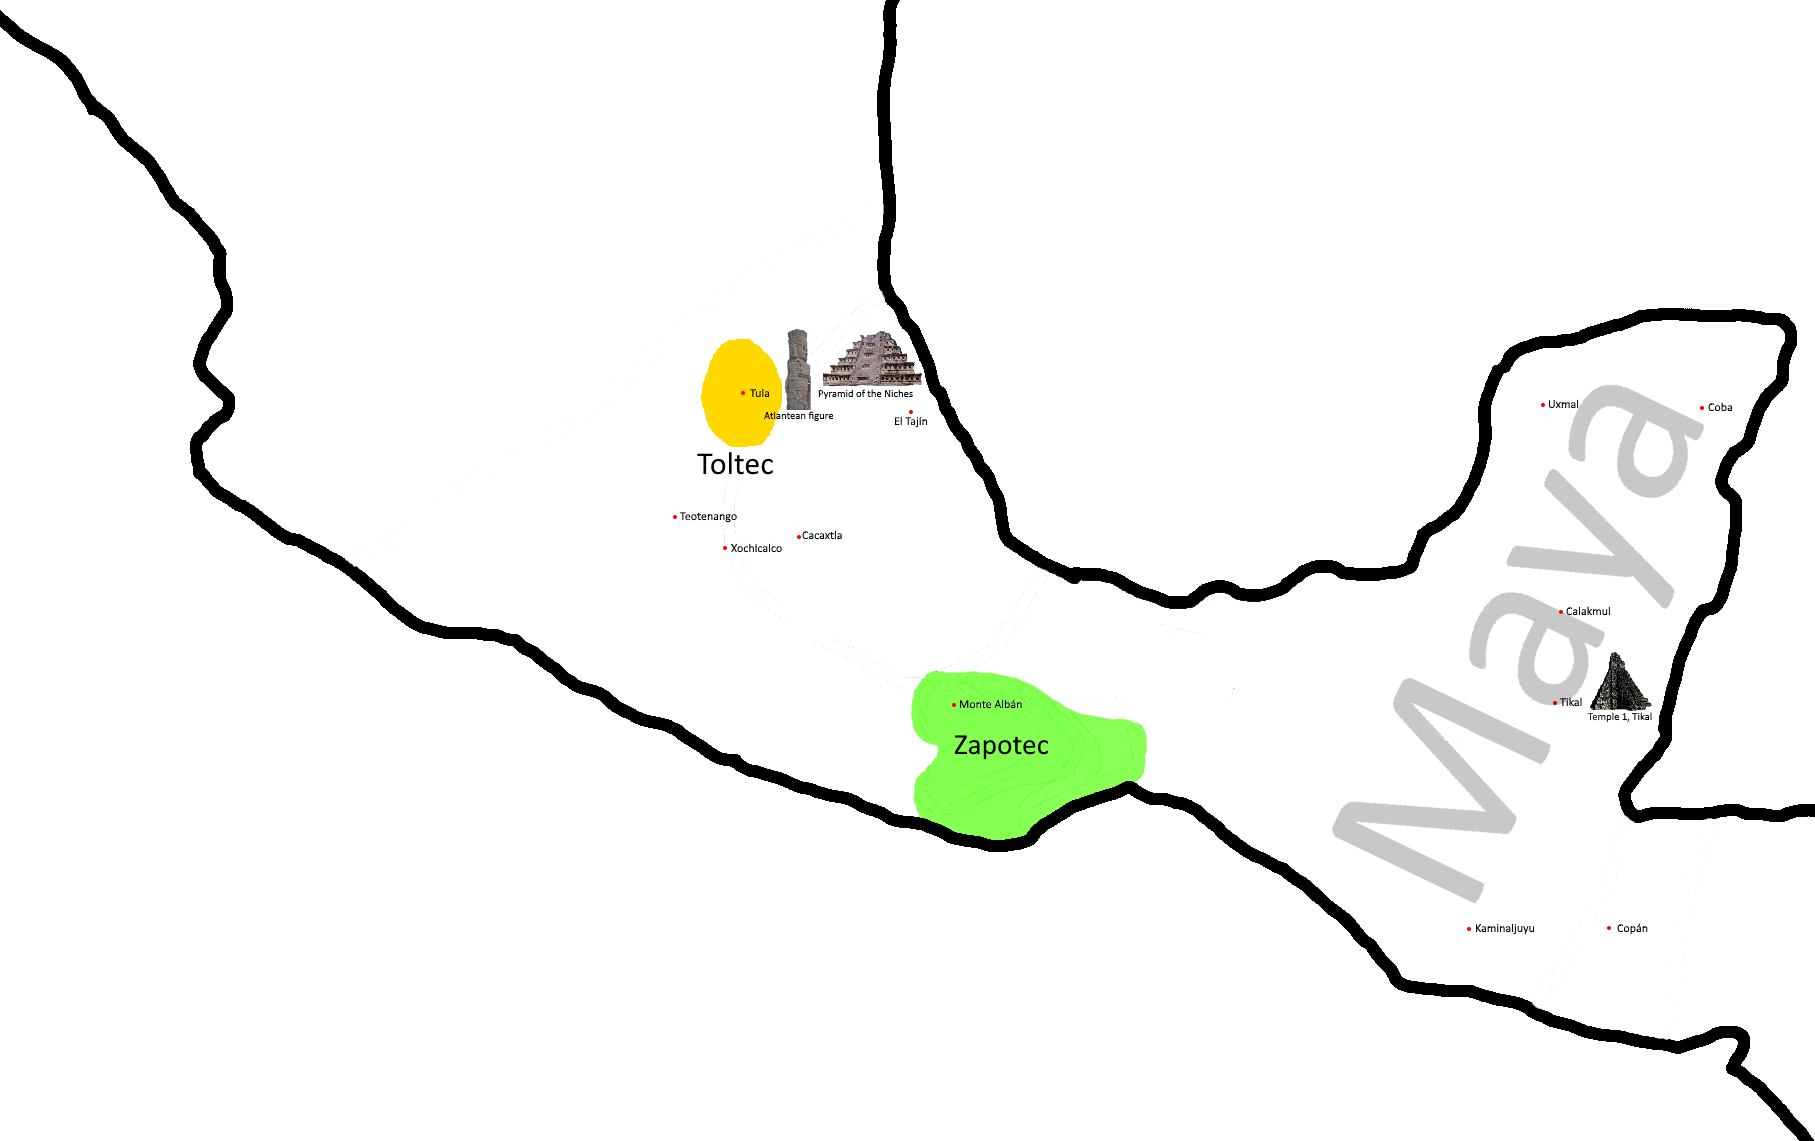 Tula
Atlantean figure
Pyramid of the Niches
El Tajín
Toltec
Teotenango
Xochicalco
Cacaxtla
Monte Albán
Zapotec
Maya
Uxmal
Coba
Calakmul
Tikal
Temple 1, Tikal
Kaminaljuyu
Copán